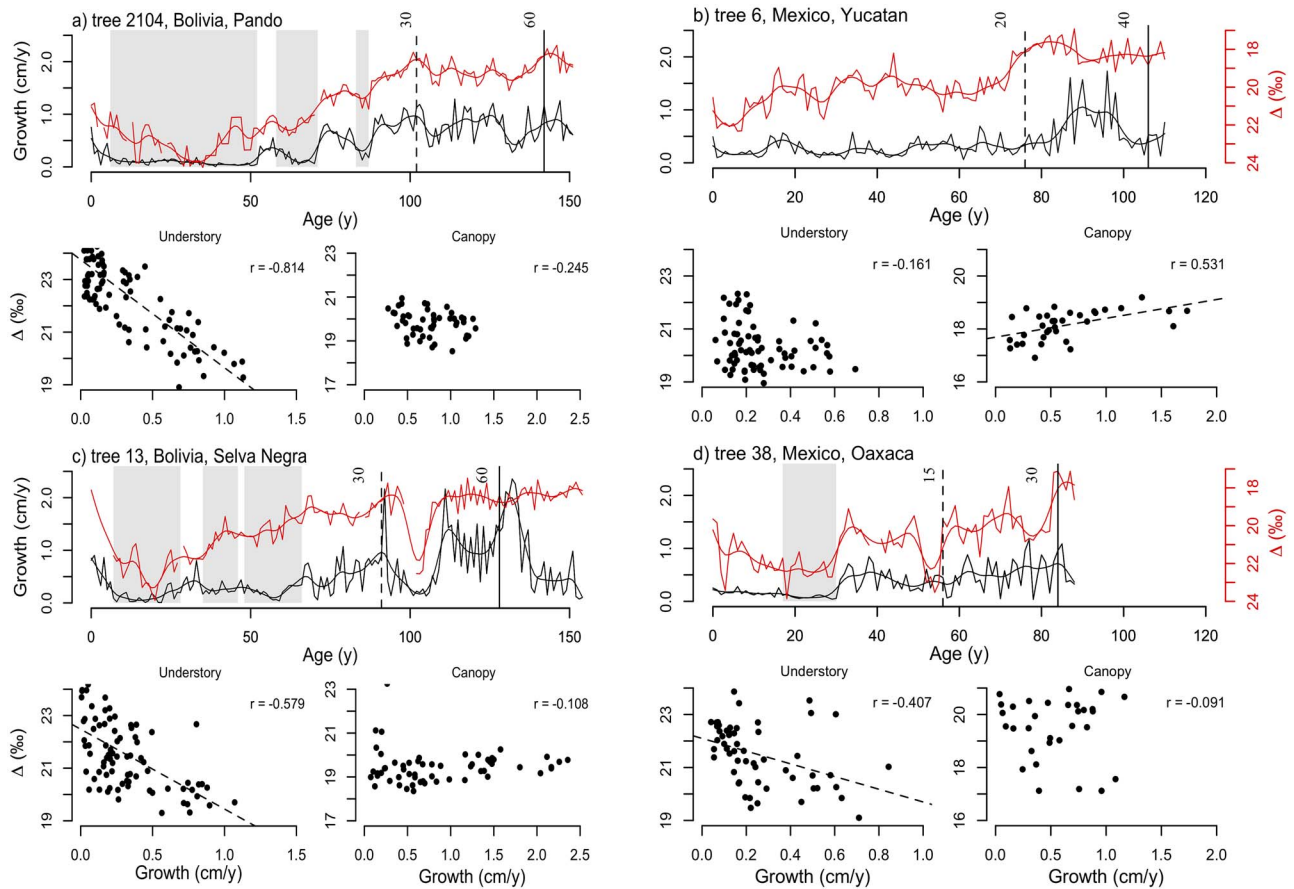 a) tree 2104, Bolivia, Pando
30
60
Growth (cm/y)
0.0 1.0 2.0
0 50 100 150
Age (y)
b) tree 6, Mexico, Yucatan
20
40
0.0 1.0 2.0
18 20 22 24
Δ (‰)
0 20 40 60 80 100 120
Age (y)
Understory
r = -0.814
Δ (‰)
19 21 23
0.0 0.5 1.0 1.5
Canopy
r = -0.245
17 19 21 23
0.0 0.5 1.0 1.5 2.0 2.5
Understory
r = -0.161
19 21 23
0.0 0.2 0.4 0.6 0.8 1.0
Canopy
r = 0.531
16 18 20
0.0 0.5 1.0 1.5 2.0
c) tree 13, Bolivia, Selva Negra
30
60
Growth (cm/y)
0.0 1.0 2.0
0 50 100 150
Age (y)
d) tree 38, Mexico, Oaxaca
15
30
0.0 1.0 2.0
18 20 22 24
Δ (‰)
0 20 40 60 80 100 120
Age (y)
Understory
r = -0.579
Δ (‰)
19 21 23
0.0 0.5 1.0 1.5
Growth (cm/y)
Canopy
r = -0.108
17 19 21 23
0.0 0.5 1.0 1.5 2.0 2.5
Growth (cm/y)
Understory
r = -0.407
19 21 23
0.0 0.2 0.4 0.6 0.8 1.0
Growth (cm/y)
Canopy
r = -0.091
16 18 20
0.0 0.5 1.0 1.5 2.0
Growth (cm/y)